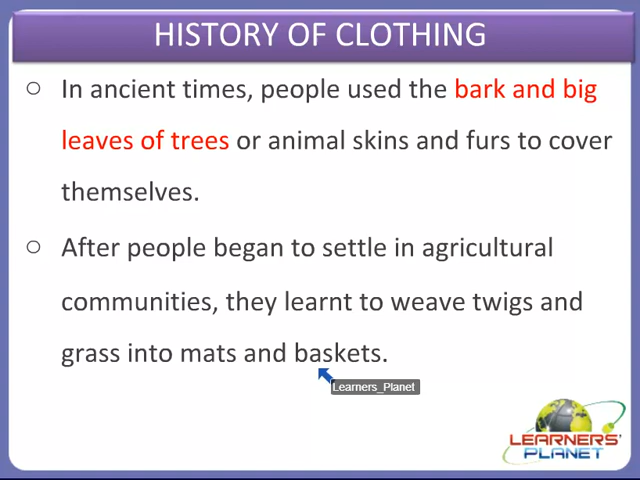 HISTORY OF CLOTHING
In ancient times, people used the bark and big
leaves of trees or animal skins and furs to cover
themselves.
After people began to settle in agricultural
communities, they learnt to weave twigs and
grass into mats and baskets.
Learners_Planet
LEARNERS'
PLANET